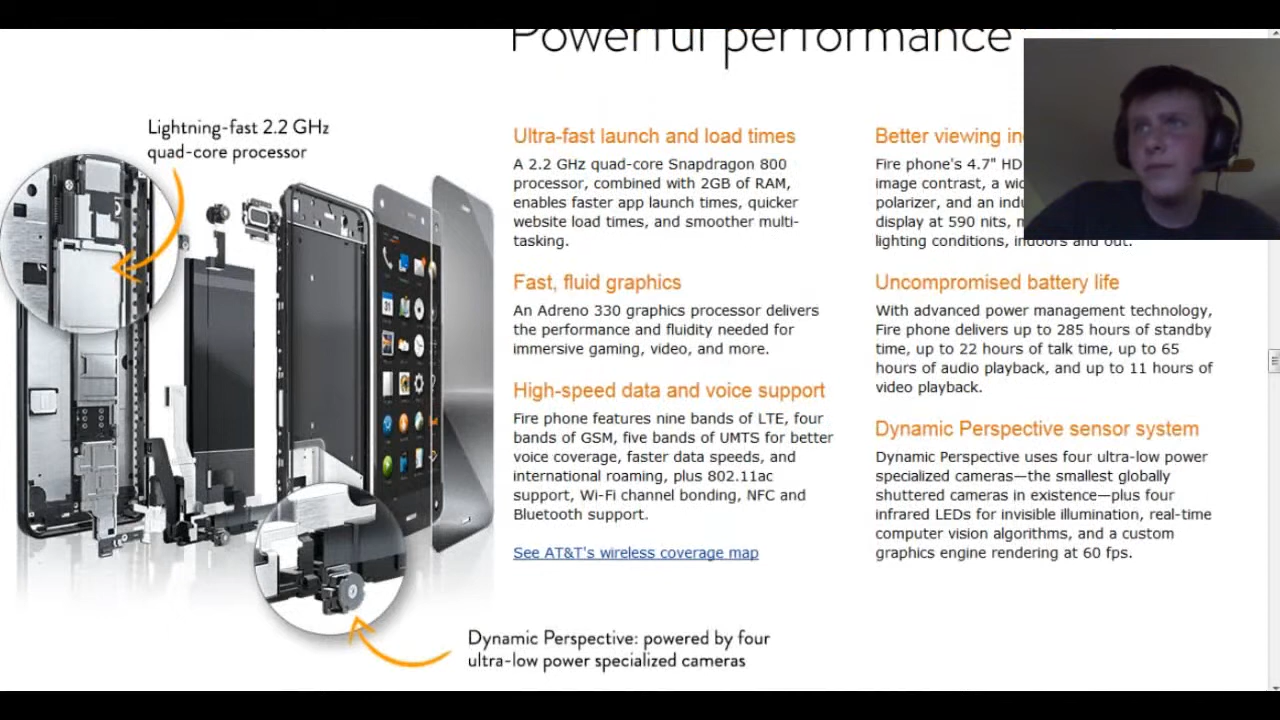 Powerful performance
Lightning-fast 2.2 GHz
quad-core processor
Ultra-fast launch and load times
A 2.2 GHz quad-core Snapdragon 800
processor, combined with 2GB of RAM,
enables faster app launch times, quicker
website load times, and smoother multi-
tasking.
Fast, fluid graphics
An Adreno 330 graphics processor delivers
the performance and fluidity needed for
immersive gaming, video, and more.
High-speed data and voice support
Fire phone features nine bands of LTE, four
bands of GSM, five bands of UMTS for better
voice coverage, faster data speeds, and
international roaming, plus 802.11ac
support, Wi-Fi channel bonding, NFC and
Bluetooth support.
See AT&T's wireless coverage map
Better viewing
Fire phone's 4.7" HD
image contrast, a
polarizer, and an
display at 590 nits,
lighting conditions, indoors and out.
Uncompromised battery life
With advanced power management technology,
Fire phone delivers up to 285 hours of standby
time, up to 22 hours of talk time, up to 65
hours of audio playback, and up to 11 hours of
video playback.
Dynamic Perspective sensor system
Dynamic Perspective uses four ultra-low power
specialized cameras—the smallest globally
shuttered cameras in existence—plus four
infrared LEDs for invisible illumination, real-time
computer vision algorithms, and a custom
graphics engine rendering at 60 fps.
Dynamic Perspective: powered by four
ultra-low power specialized cameras